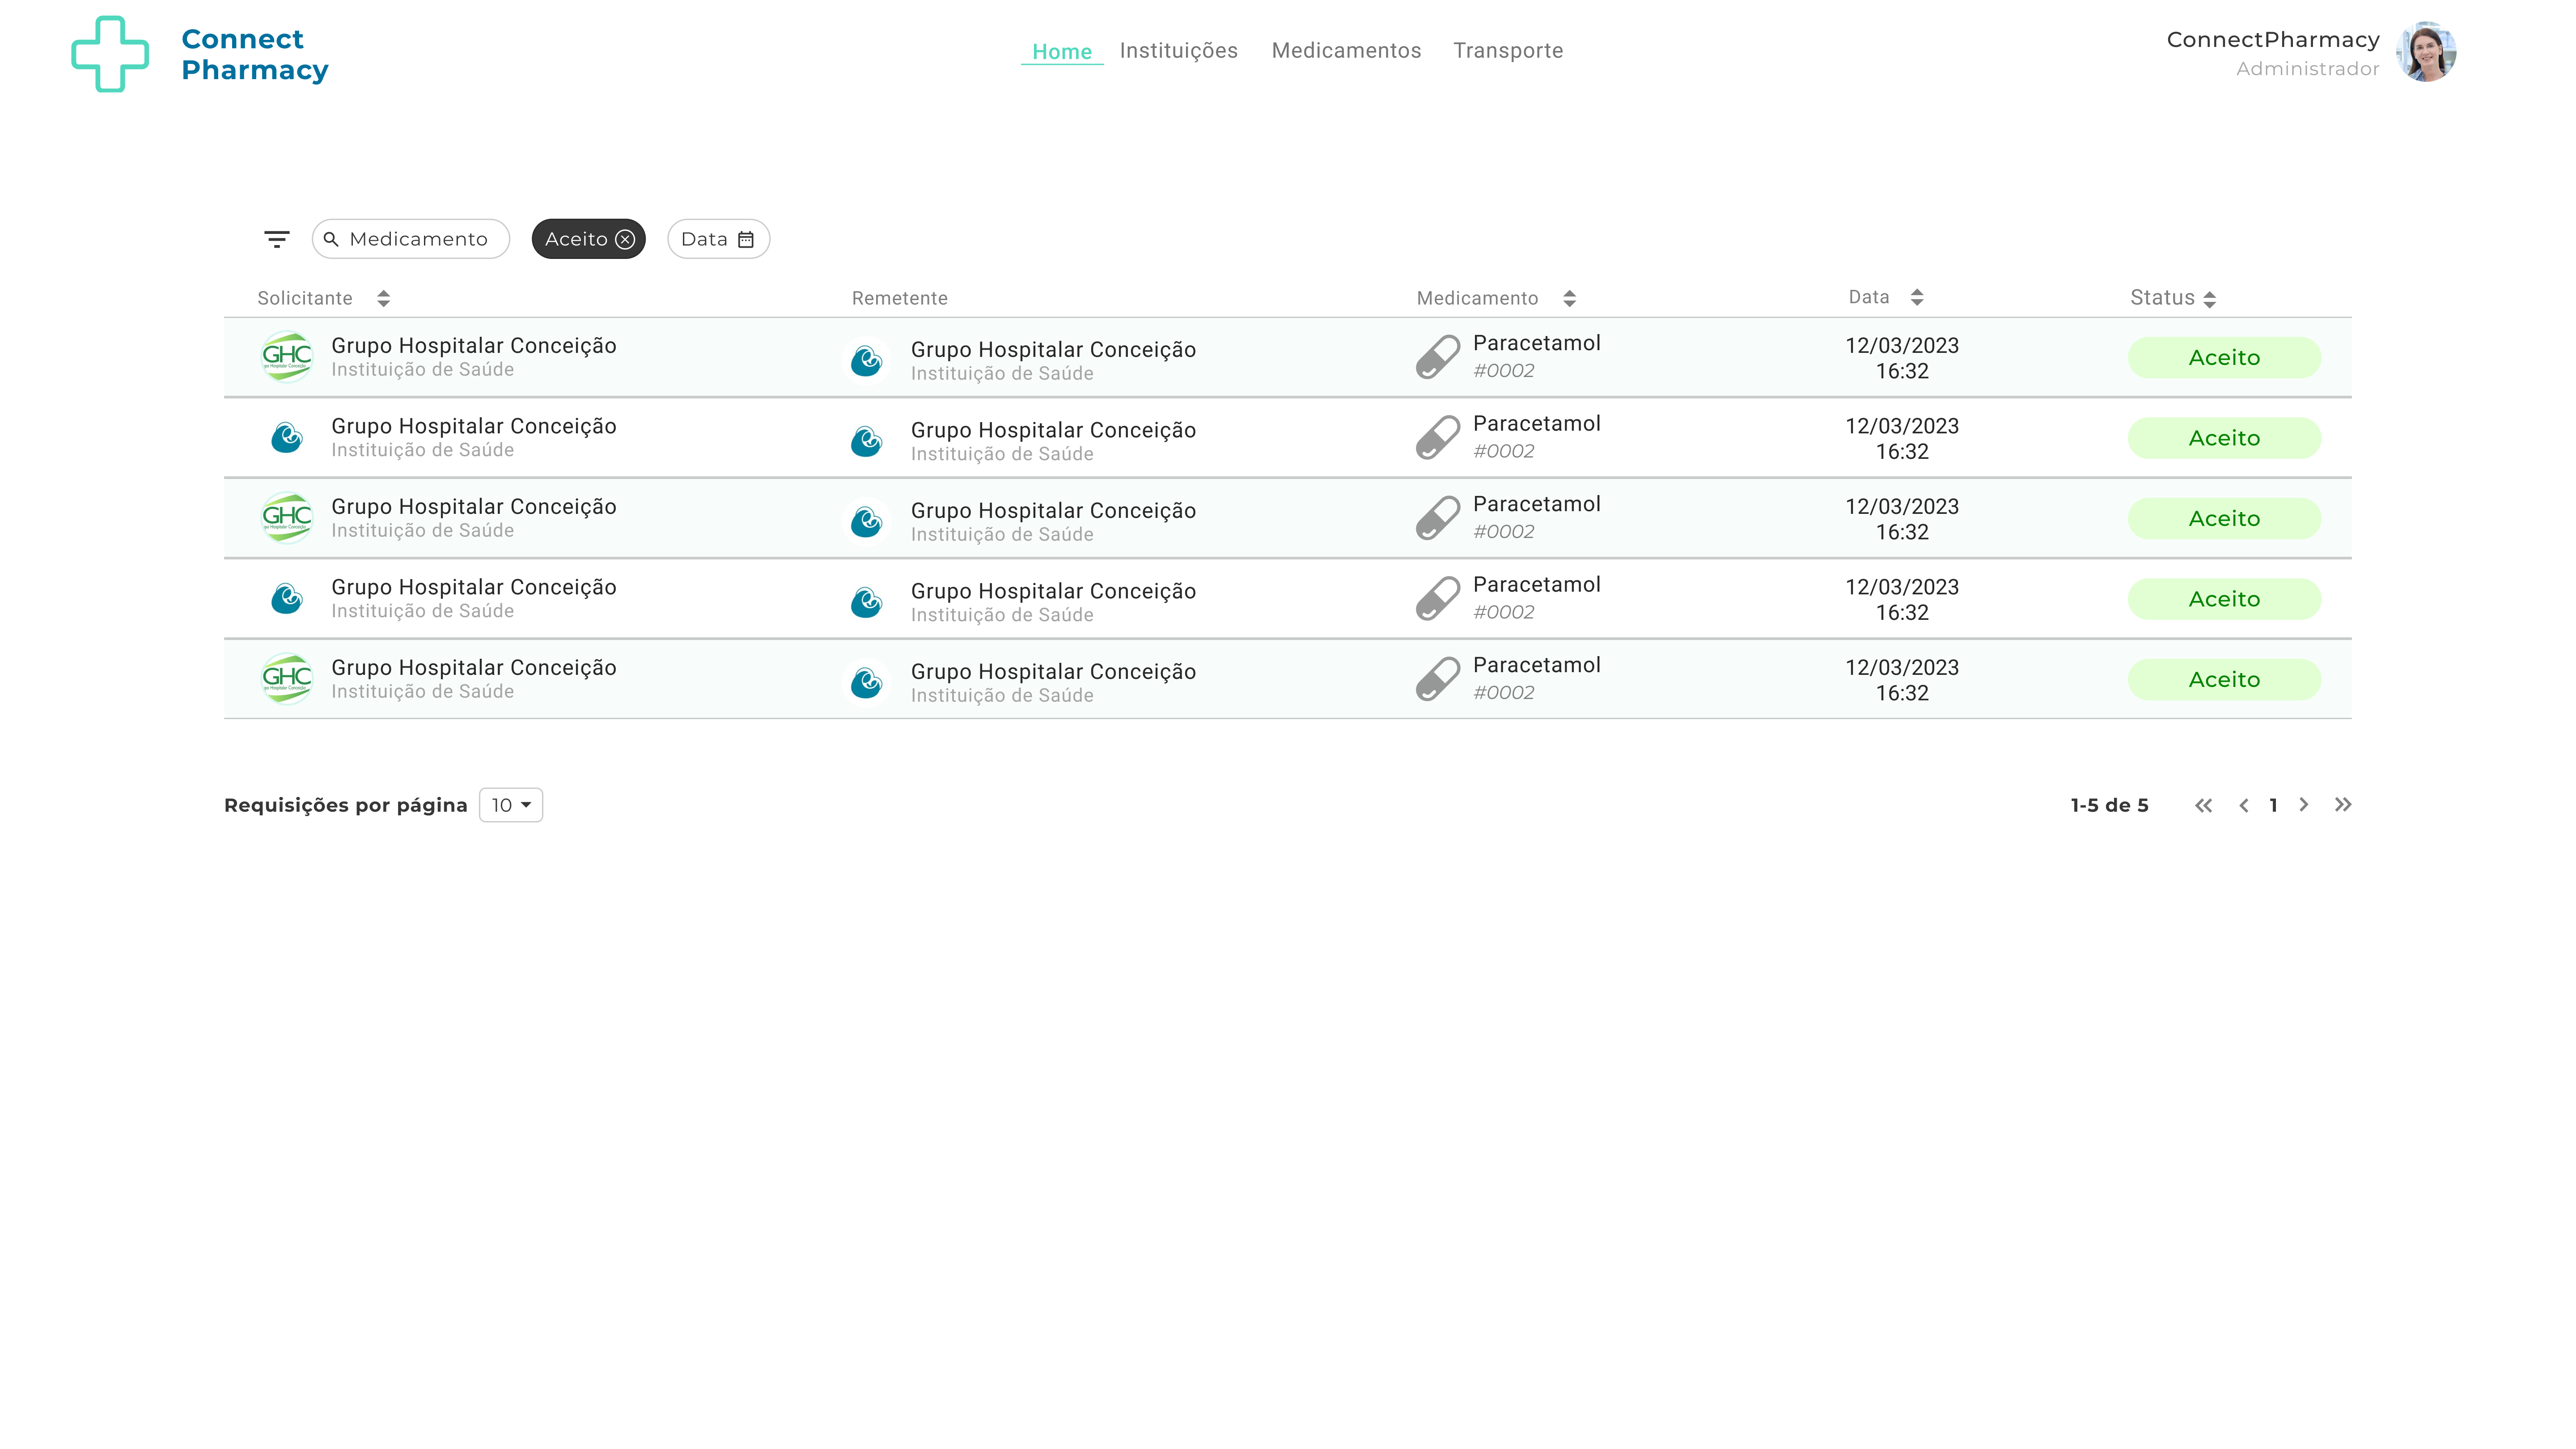 Connect
Pharmacy
Home Instituições Medicamentos Transporte
ConnectPharmacy
Administrador
Medicamento Aceito Data
Solicitante Remetente Medicamento Data Status
GHC
Grupo Hospitalar Conceição
Instituição de Saúde
Grupo Hospitalar Conceição
Instituição de Saúde
Paracetamol
#0002
12/03/2023
16:32
Aceito
Grupo Hospitalar Conceição
Instituição de Saúde
Grupo Hospitalar Conceição
Instituição de Saúde
Paracetamol
#0002
12/03/2023
16:32
Aceito
GHC
Grupo Hospitalar Conceição
Instituição de Saúde
Grupo Hospitalar Conceição
Instituição de Saúde
Paracetamol
#0002
12/03/2023
16:32
Aceito
Grupo Hospitalar Conceição
Instituição de Saúde
Grupo Hospitalar Conceição
Instituição de Saúde
Paracetamol
#0002
12/03/2023
16:32
Aceito
GHC
Grupo Hospitalar Conceição
Instituição de Saúde
Grupo Hospitalar Conceição
Instituição de Saúde
Paracetamol
#0002
12/03/2023
16:32
Aceito
Requisições por página 10
1-5 de 5 1